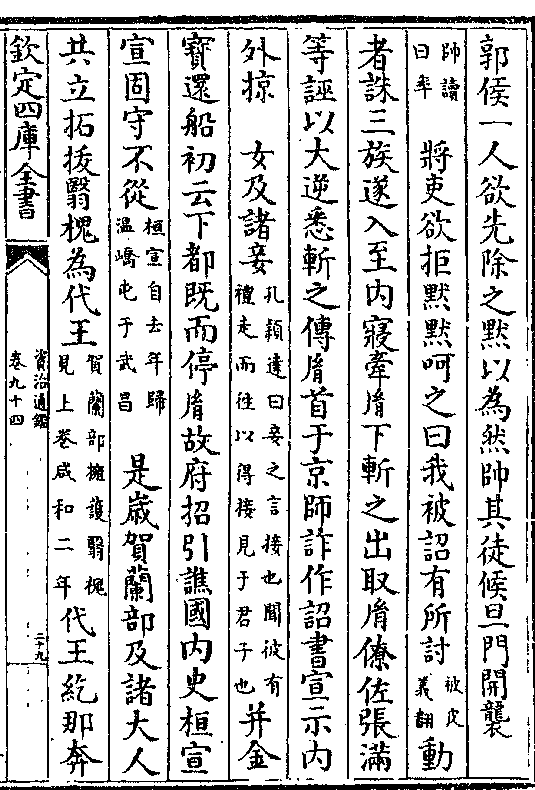 郭侯一人欲先除之默以為然帥其徒候旦門開襲
帥讀曰率將吏欲拒默默呵之曰我被詔有所討被皮義翻動
者誅三族遂入至内寢牽㣧下斬之出取㣧僚佐張滿
等誣以大逆悉斬之傳㣧首于京師詐作詔書宣示内
外掠 女及諸妾孔穎達曰妾之言接也聞彼有禮走而往以得接見于君子也并金
寶還船初云下都既而停㣧故府招引譙國内史桓宣
宣固守不從桓宣自去年歸温嶠屯于武昌 是歲賀蘭部及諸大人
共立拓拔翳槐為代王賀蘭部擁護翳槐見上卷咸和二年代王紇那奔
欽定四庫全書
資治通鑑
卷九十四
二十九